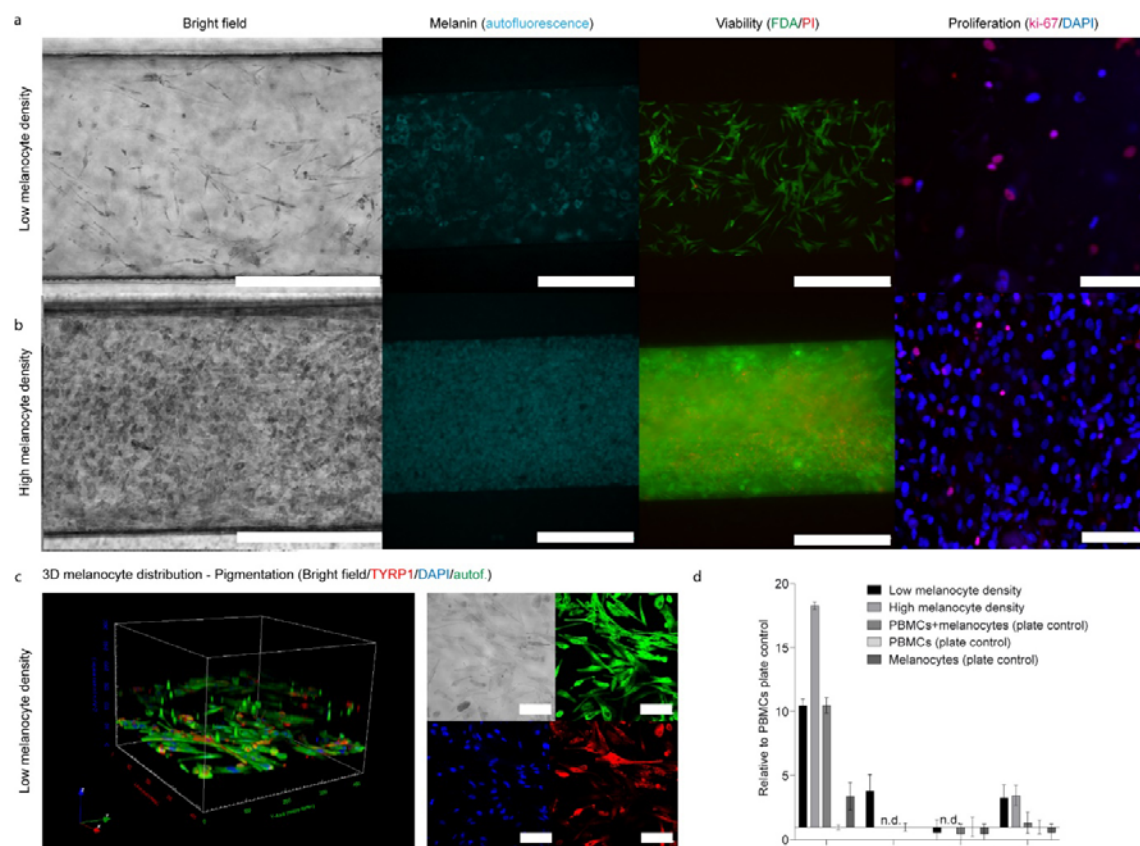 a
Bright field
Melanin (autofluorescence)
Viability (FDA/PI)
Proliferation (ki-67/DAPI)
Low melanocyte density
b
High melanocyte density
c
3D melanocyte distribution - Pigmentation (Bright field/TYRP1/DAPI/autof.)
Low melanocyte density
d
Relative to PBMCs plate control
20
15
10
5
0
Low melanocyte density
High melanocyte density
PBMCs+melanocytes (plate control)
PBMCs (plate control)
Melanocytes (plate control)
n.d.
n.d.